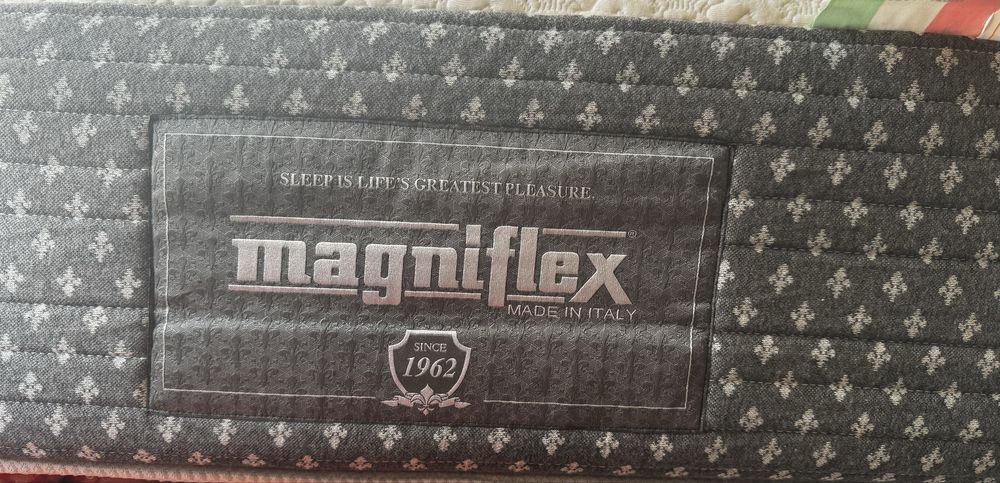 SLEEP IS LIFE'S GREATEST PLEASURE.
magniflex®
MADE IN ITALY
SINCE
1962